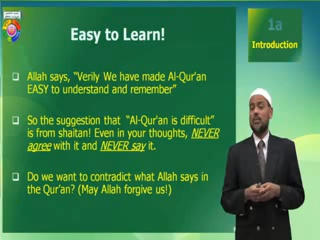 Easy to Learn!
1a
Introduction
❑ Allah says, “Verily We have made Al-Qur'an
EASY to understand and remember”
❑ So the suggestion that “Al-Qur'an is difficult”
is from shaitan! Even in your thoughts, NEVER
agree with it and NEVER say it.
❑ Do we want to contradict what Allah says in
the Qur'an? (May Allah forgive us!)